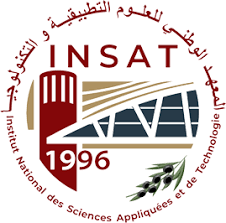 المعهد الوطني للعلوم التطبيقية و التكنولوجيا
INSAT
1996
Institut National des Sciences Appliquées et de Technologie